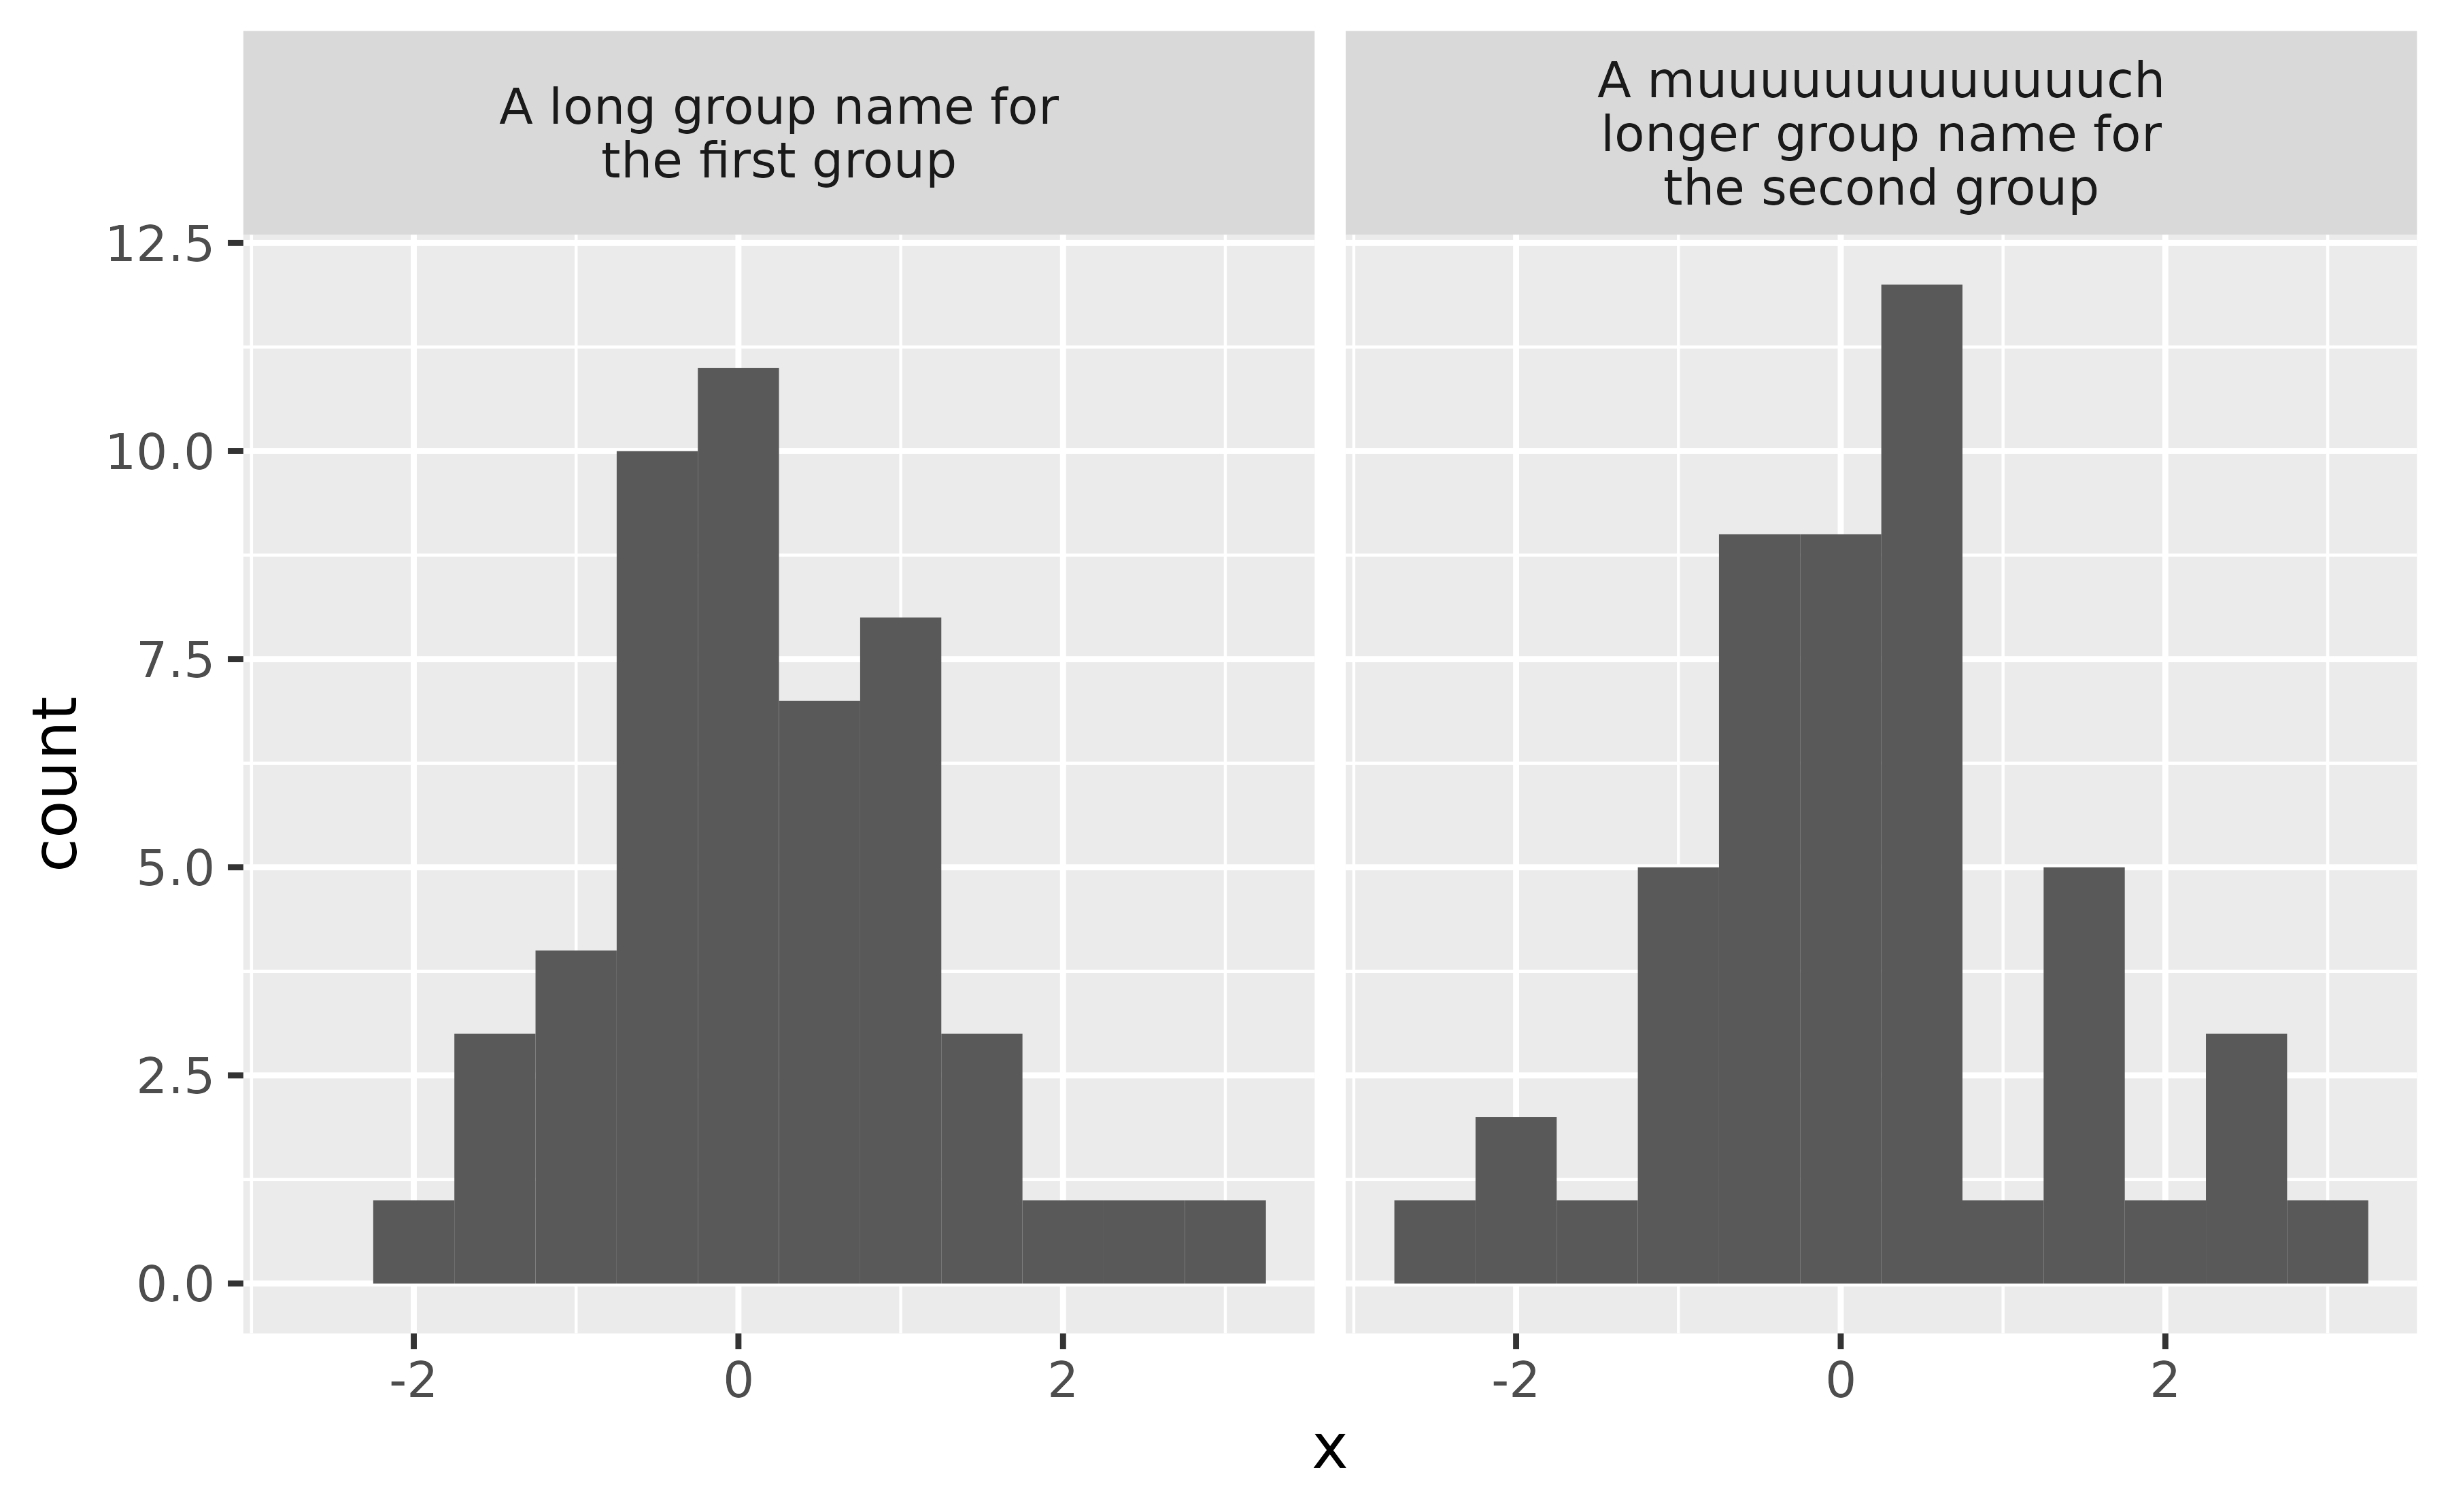 A long group name for
the first group
A muuuuuuuuuuuuuuch
longer group name for
the second group
12.5
10.0
7.5
5.0
2.5
0.0
count
-2
0
2
-2
0
2
x